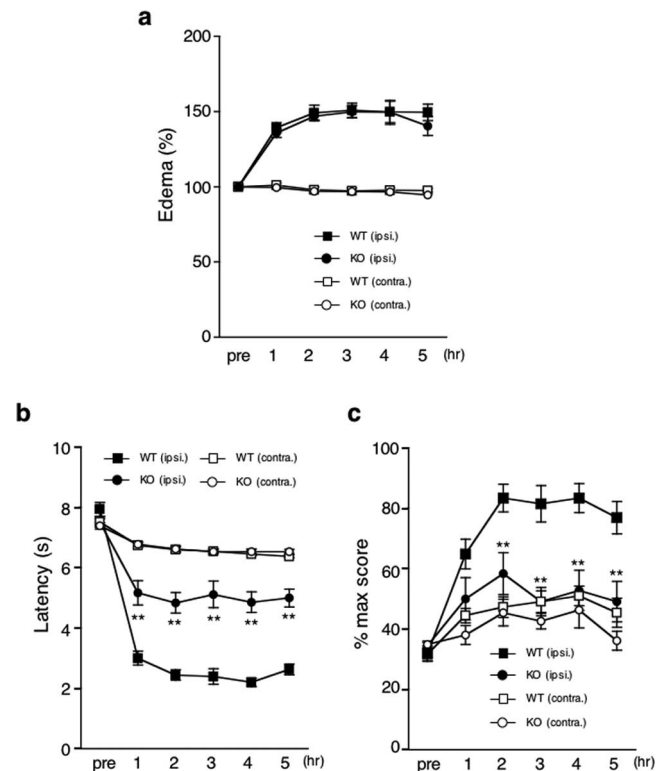 a
200
150
100
50
0
Edema (%)
WT (ipsi.)
KO (ipsi.)
WT (contra.)
KO (contra.)
pre 1 2 3 4 5 (hr)
b
10
8
6
4
2
0
Latency (s)
WT (ipsi.) WT (contra.)
KO (ipsi.) KO (contra.)
** ** ** ** **
pre 1 2 3 4 5 (hr)
c
100
80
60
40
20
0
% max score
** ** ** **
WT (ipsi.)
KO (ipsi.)
WT (contra.)
KO (contra.)
pre 1 2 3 4 5 (hr)